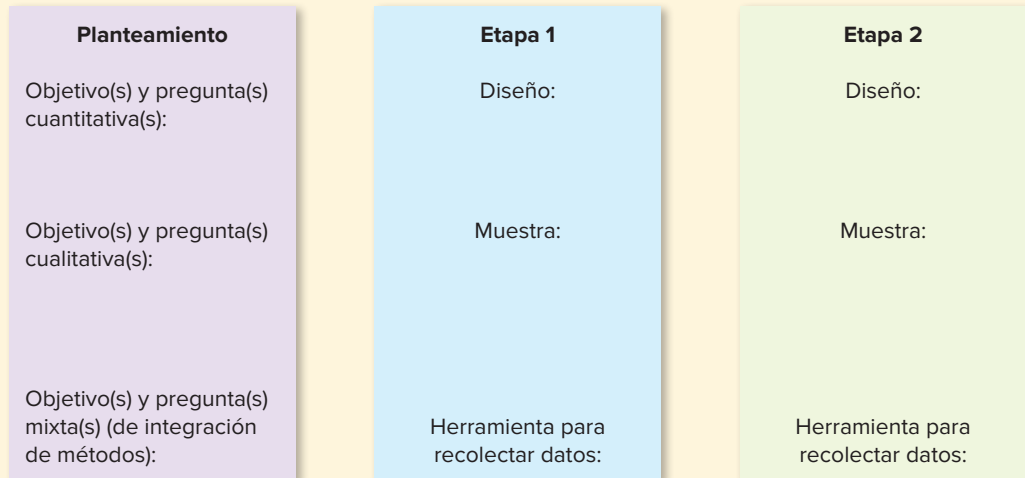 Planteamiento
Objetivo(s) y pregunta(s)
cuantitativa(s):
Objetivo(s) y pregunta(s)
cualitativa(s):
Objetivo(s) y pregunta(s)
mixta(s) (de integración
de métodos):
Etapa 1
Diseño:
Muestra:
Herramienta para
recolectar datos:
Etapa 2
Diseño:
Muestra:
Herramienta para
recolectar datos: